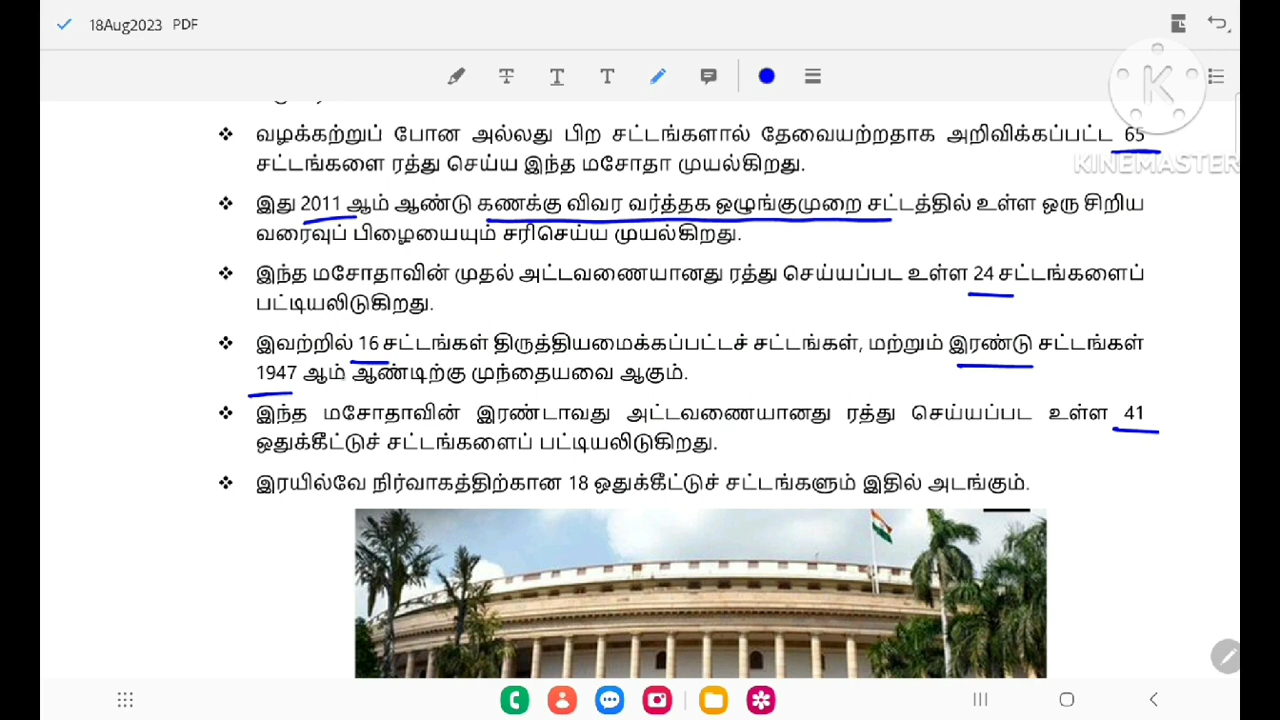 18Aug2023 PDF
❖ வழக்கற்றுப் போன அல்லது பிற சட்டங்களால் தேவையற்றதாக அறிவிக்கப்பட்ட 65
சட்டங்களை ரத்து செய்ய இந்த மசோதா முயல்கிறது.
KINEMASTER
❖ இது 2011 ஆம் ஆண்டு கணக்கு விவர வர்த்தக ஒழுங்குமுறை சட்டத்தில் உள்ள ஒரு சிறிய
வரைவுப் பிழையையும் சரிசெய்ய முயல்கிறது.
❖ இந்த மசோதாவின் முதல் அட்டவணையானது ரத்து செய்யப்பட உள்ள 24 சட்டங்களைப்
பட்டியலிடுகிறது.
❖ இவற்றில் 16 சட்டங்கள் திருத்தியமைக்கப்பட்டச் சட்டங்கள், மற்றும் இரண்டு சட்டங்கள்
1947 ஆம் ஆண்டிற்கு முந்தையவை ஆகும்.
❖ இந்த மசோதாவின் இரண்டாவது அட்டவணையானது ரத்து செய்யப்பட உள்ள 41
ஒதுக்கீட்டுச் சட்டங்களைப் பட்டியலிடுகிறது.
❖ இரயில்வே நிர்வாகத்திற்கான 18 ஒதுக்கீட்டுச் சட்டங்களும் இதில் அடங்கும்.